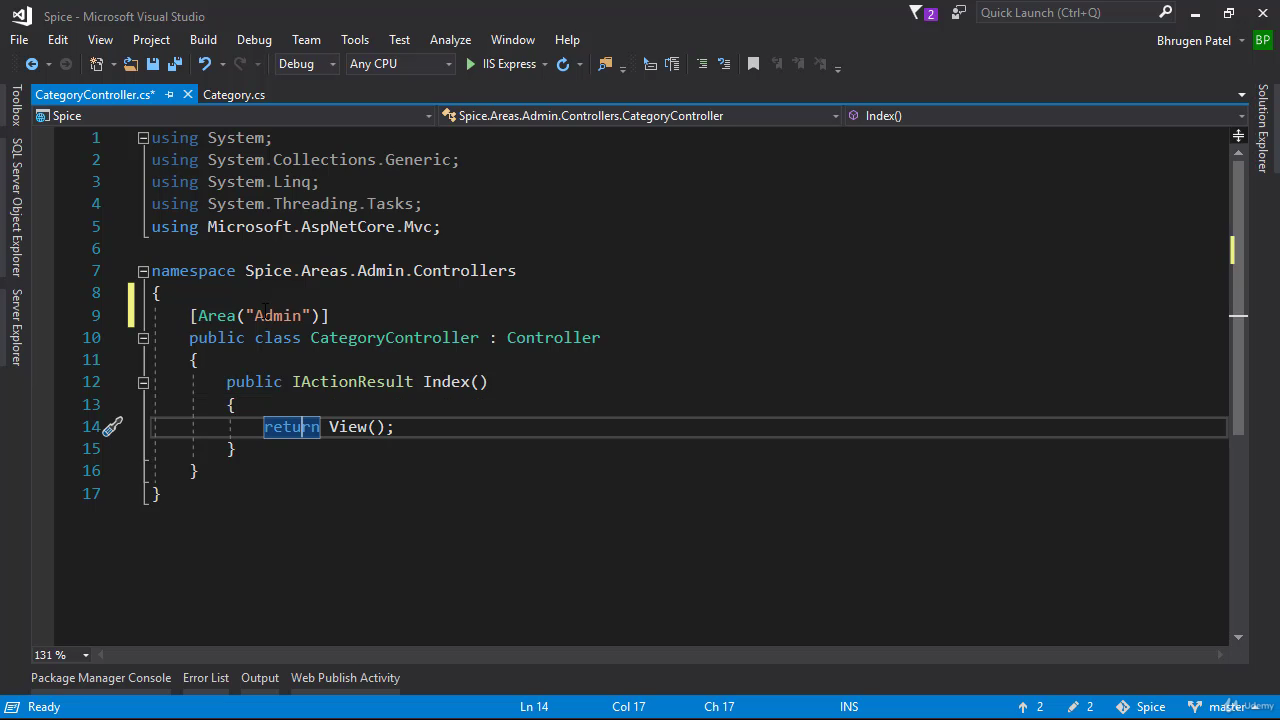 Spice - Microsoft Visual Studio
2
Quick Launch (Ctrl+Q)
File Edit View Project Build Debug Team Tools Test Analyze Window Help
Bhrugen Patel BP
Debug Any CPU IIS Express
CategoryController.cs* Category.cs
Spice Spice.Areas.Admin.Controllers.CategoryController Index()
Toolbox
SQL Server Object Explorer
Server Explorer
Solution Explorer
1 using System;
2 using System.Collections.Generic;
3 using System.Linq;
4 using System.Threading.Tasks;
5 using Microsoft.AspNetCore.Mvc;
6
7 namespace Spice.Areas.Admin.Controllers
8 {
9 [Area("Admin")]
10 public class CategoryController : Controller
11 {
12 public IActionResult Index()
13 {
14 return View();
15 }
16 }
17 }
131 %
Package Manager Console Error List Output Web Publish Activity
Ready Ln 14 Col 17 Ch 17 INS 2 2 Spice master
Udemy